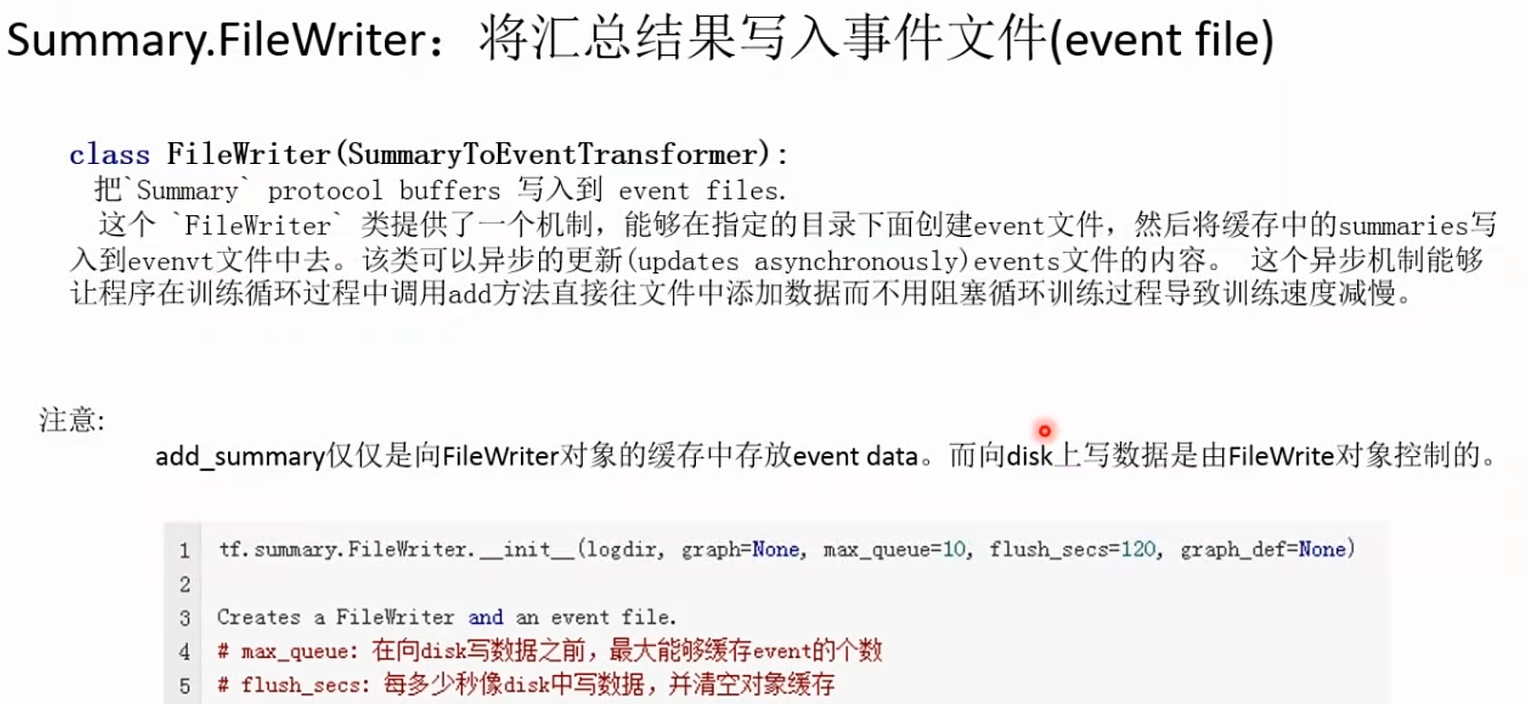 Summary.FileWriter：将汇总结果写入事件文件(event file)
class FileWriter(SummaryToEventTransformer):
把`Summary` protocol buffers 写入到 event files.
这个 `FileWriter` 类提供了一个机制，能够在指定的目录下面创建event文件，然后将缓存中的summaries写
入到evenvt文件中去。该类可以异步的更新(updates asynchronously)events文件的内容。 这个异步机制能够
让程序在训练循环过程中调用add方法直接往文件中添加数据而不用阻塞循环训练过程导致训练速度减慢。
注意:
add_summary仅仅是向FileWriter对象的缓存中存放event data。而向disk上写数据是由FileWrite对象控制的。
1 tf.summary.FileWriter.__init__(logdir, graph=None, max_queue=10, flush_secs=120, graph_def=None)
2
3 Creates a FileWriter and an event file.
4 # max_queue: 在向disk写数据之前，最大能够缓存event的个数
5 # flush_secs: 每多少秒像disk中写数据，并清空对象缓存